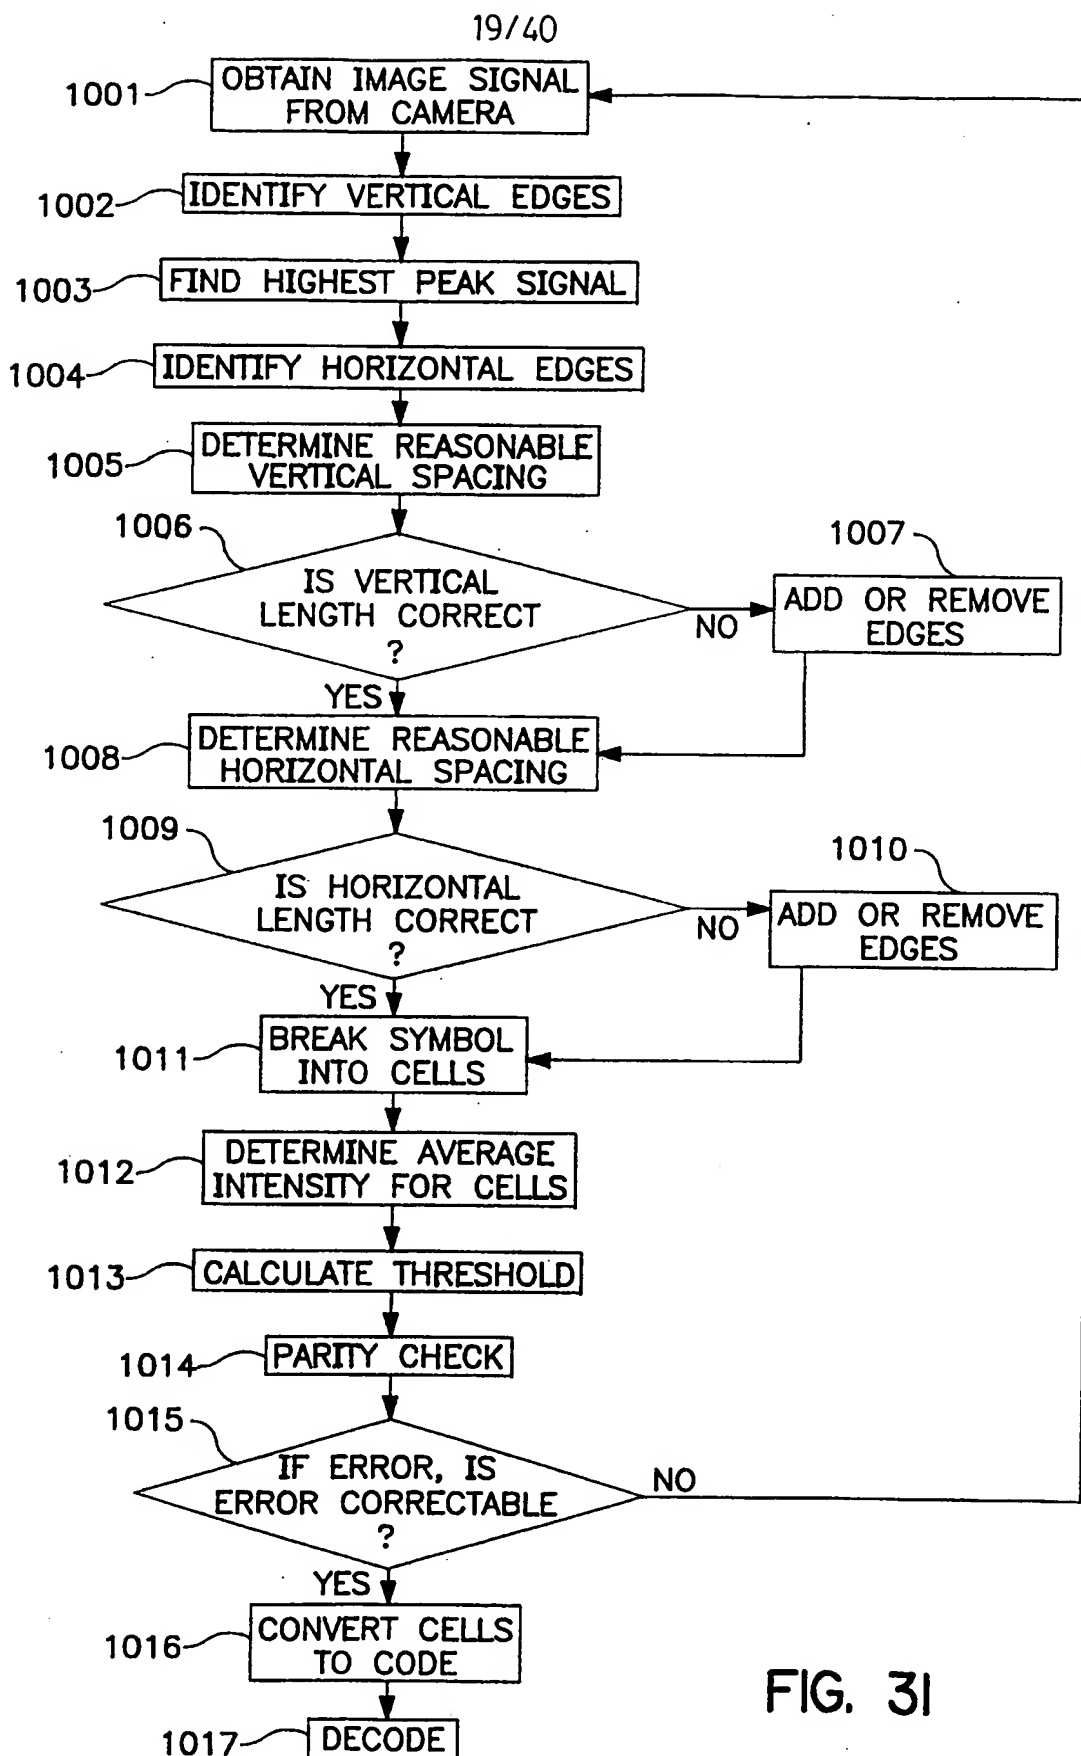 19/40
1001
OBTAIN IMAGE SIGNAL
FROM CAMERA
1002
IDENTIFY VERTICAL EDGES
1003
FIND HIGHEST PEAK SIGNAL
1004
IDENTIFY HORIZONTAL EDGES
1005
DETERMINE REASONABLE
VERTICAL SPACING
1006
IS VERTICAL
LENGTH CORRECT
?
NO
1007
ADD OR REMOVE
EDGES
YES
1008
DETERMINE REASONABLE
HORIZONTAL SPACING
1009
IS HORIZONTAL
LENGTH CORRECT
?
NO
1010
ADD OR REMOVE
EDGES
YES
1011
BREAK SYMBOL
INTO CELLS
1012
DETERMINE AVERAGE
INTENSITY FOR CELLS
1013
CALCULATE THRESHOLD
1014
PARITY CHECK
1015
IF ERROR, IS
ERROR CORRECTABLE
?
NO
YES
1016
CONVERT CELLS
TO CODE
1017
DECODE
FIG. 31